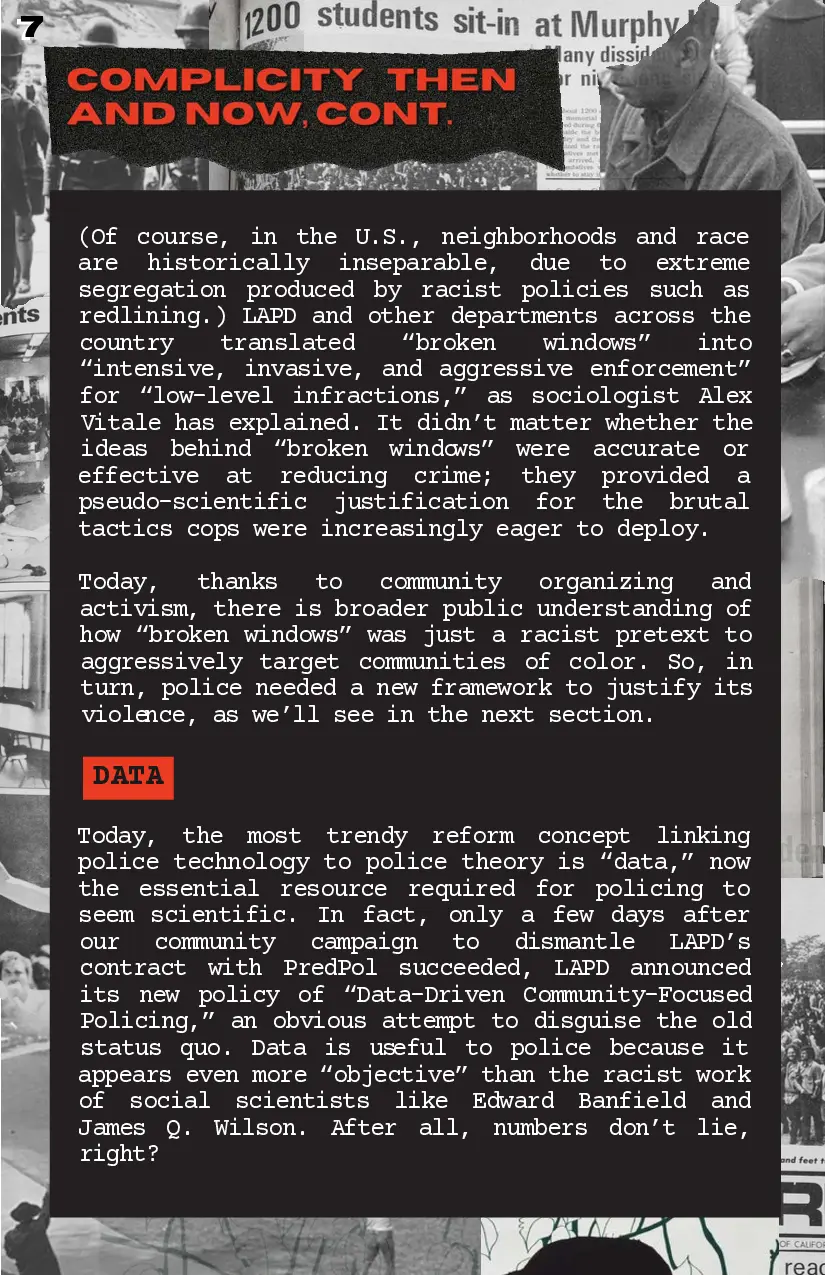 7
1200 students sit-in at Murphy
Many
COMPLICITY THEN
AND NOW, CONT.
(Of course, in the U.S., neighborhoods and race
are historically inseparable, due to extreme
segregation produced by racist policies such as
redlining.) LAPD and other departments across the
country translated “broken windows” into
“intensive, invasive, and aggressive enforcement”
for “low-level infractions,” as sociologist Alex
Vitale has explained. It didn’t matter whether the
ideas behind “broken windows” were accurate or
effective at reducing crime; they provided a
pseudo-scientific justification for the brutal
tactics cops were increasingly eager to deploy.
Today, thanks to community organizing and
activism, there is broader public understanding of
how “broken windows” was just a racist pretext to
aggressively target communities of color. So, in
turn, police needed a new framework to justify its
violence, as we’ll see in the next section.
DATA
Today, the most trendy reform concept linking
police technology to police theory is “data,” now
the essential resource required for policing to
seem scientific. In fact, only a few days after
our community campaign to dismantle LAPD’s
contract with PredPol succeeded, LAPD announced
its new policy of “Data-Driven Community-Focused
Policing,” an obvious attempt to disguise the old
status quo. Data is useful to police because it
appears even more “objective” than the racist work
of social scientists like Edward Banfield and
James Q. Wilson. After all, numbers don’t lie,
right?
and feet
R
OF CALIFOR
read